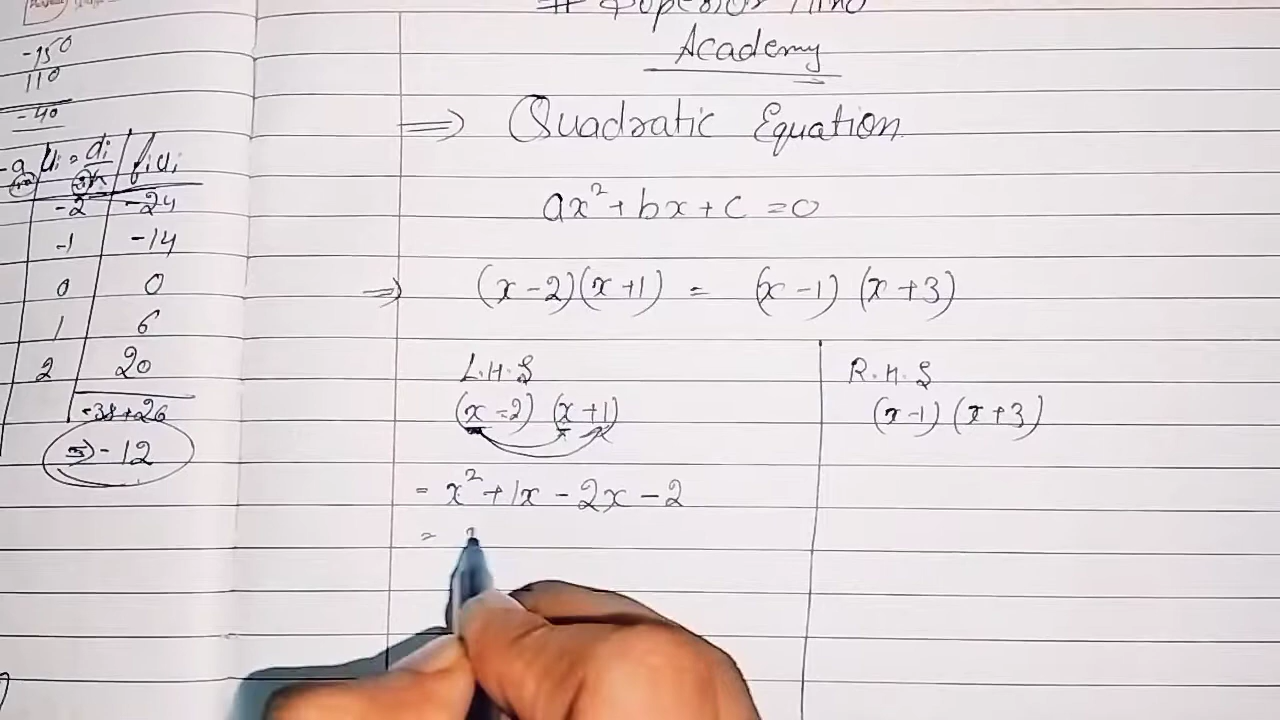 -150
110
-40
Ui = di fiui
-2 -24
-1 -14
0 0
1 6
2 20
-38+26
⇒ -12
Academy
⇒ Quadratic Equation
ax²+bx+c=0
⇒ (x-2)(x+1) = (x-1)(x+3)
L.H.S
(x-2) (x+1)
= x²+1x-2x-2
=
R.H.S
(x-1)(x+3)